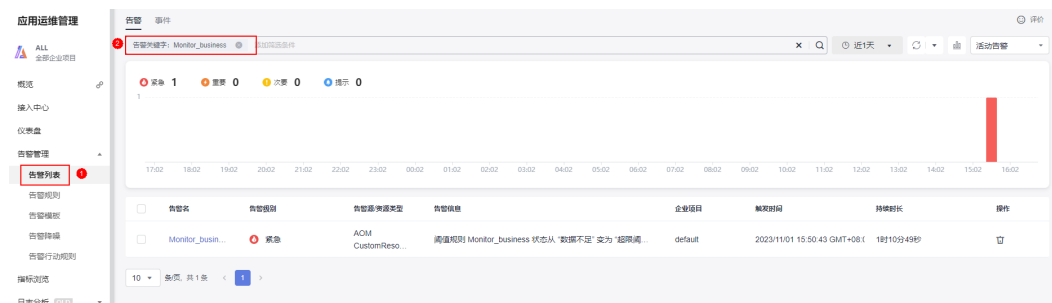 应用运维管理
ALL
全部企业项目
概览
接入中心
仪表盘
告警管理
告警列表 1
告警规则
告警模板
告警降噪
告警行动规则
指标浏览
日志分析
告警 事件
评价
2 告警关键字: Monitor_business 添加筛选条件
近1天
活动告警
紧急 1 重要 0 次要 0 提示 0
1
17:02 18:02 19:02 20:02 21:02 22:02 23:02 00:02 01:02 02:02 03:02 04:02 05:02 06:02 07:02 08:02 09:02 10:02 11:02 12:02 13:02 14:02 15:02 16:02
告警名 告警级别 告警源/资源类型 告警信息 企业项目 触发时间 持续时长 操作
Monitor_busin... 紧急 AOM CustomReso... 阈值规则 Monitor_business 状态从 "数据不足" 变为 "超限阈... default 2023/11/01 15:50:43 GMT+08:( 1时10分49秒
10 条/页, 共 1 条 1